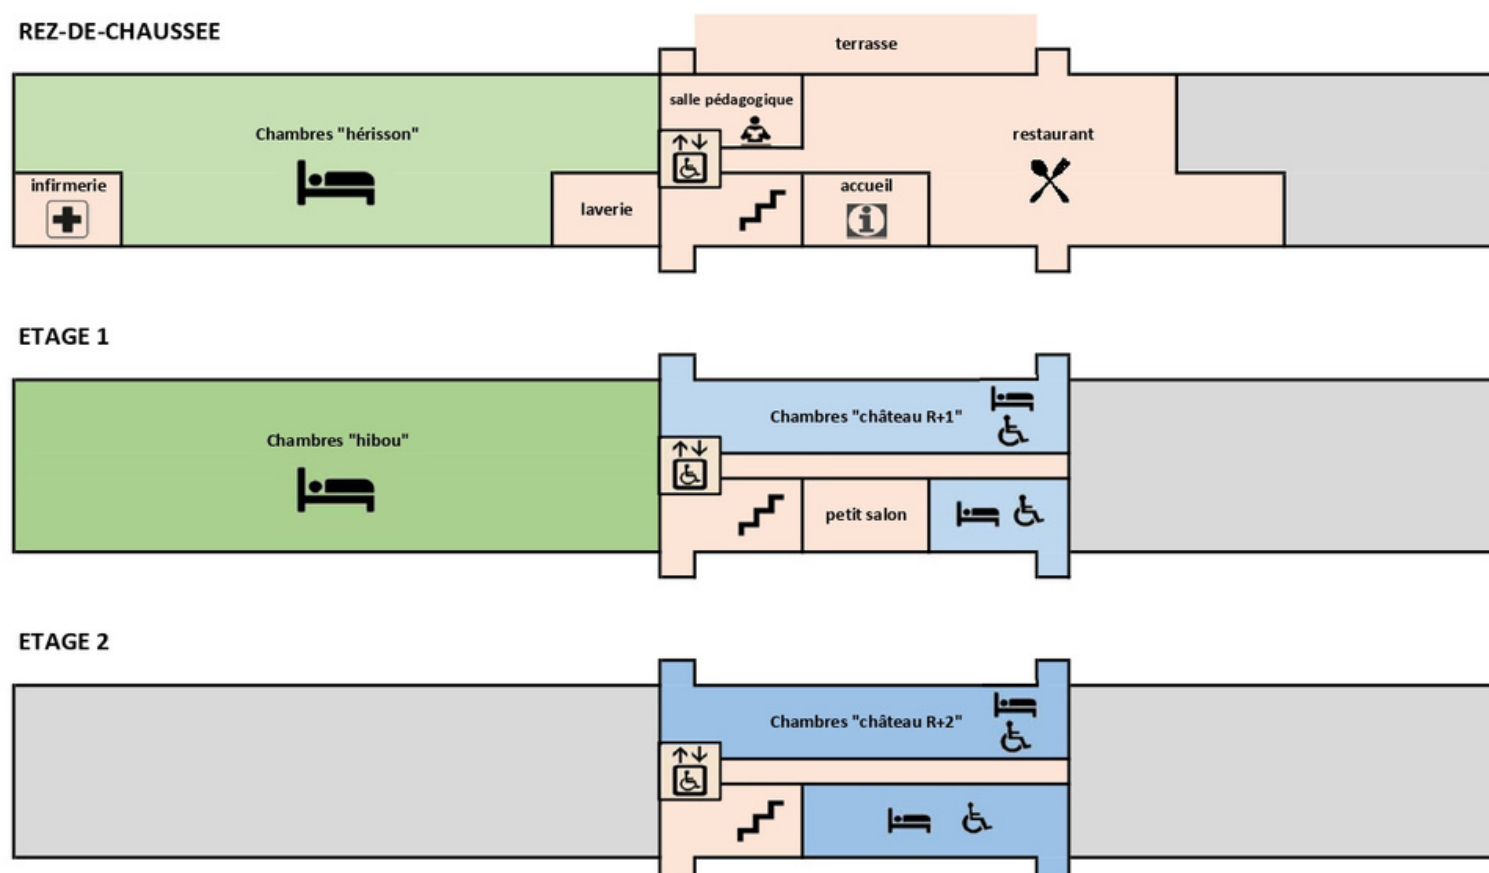 REZ-DE-CHAUSSEE
terrasse
salle pédagogique
Chambres "hérisson"
restaurant
infirmerie
accueil
laverie
ETAGE 1
Chambres "château R+1"
Chambres "hibou"
petit salon
ETAGE 2
Chambres "château R+2"